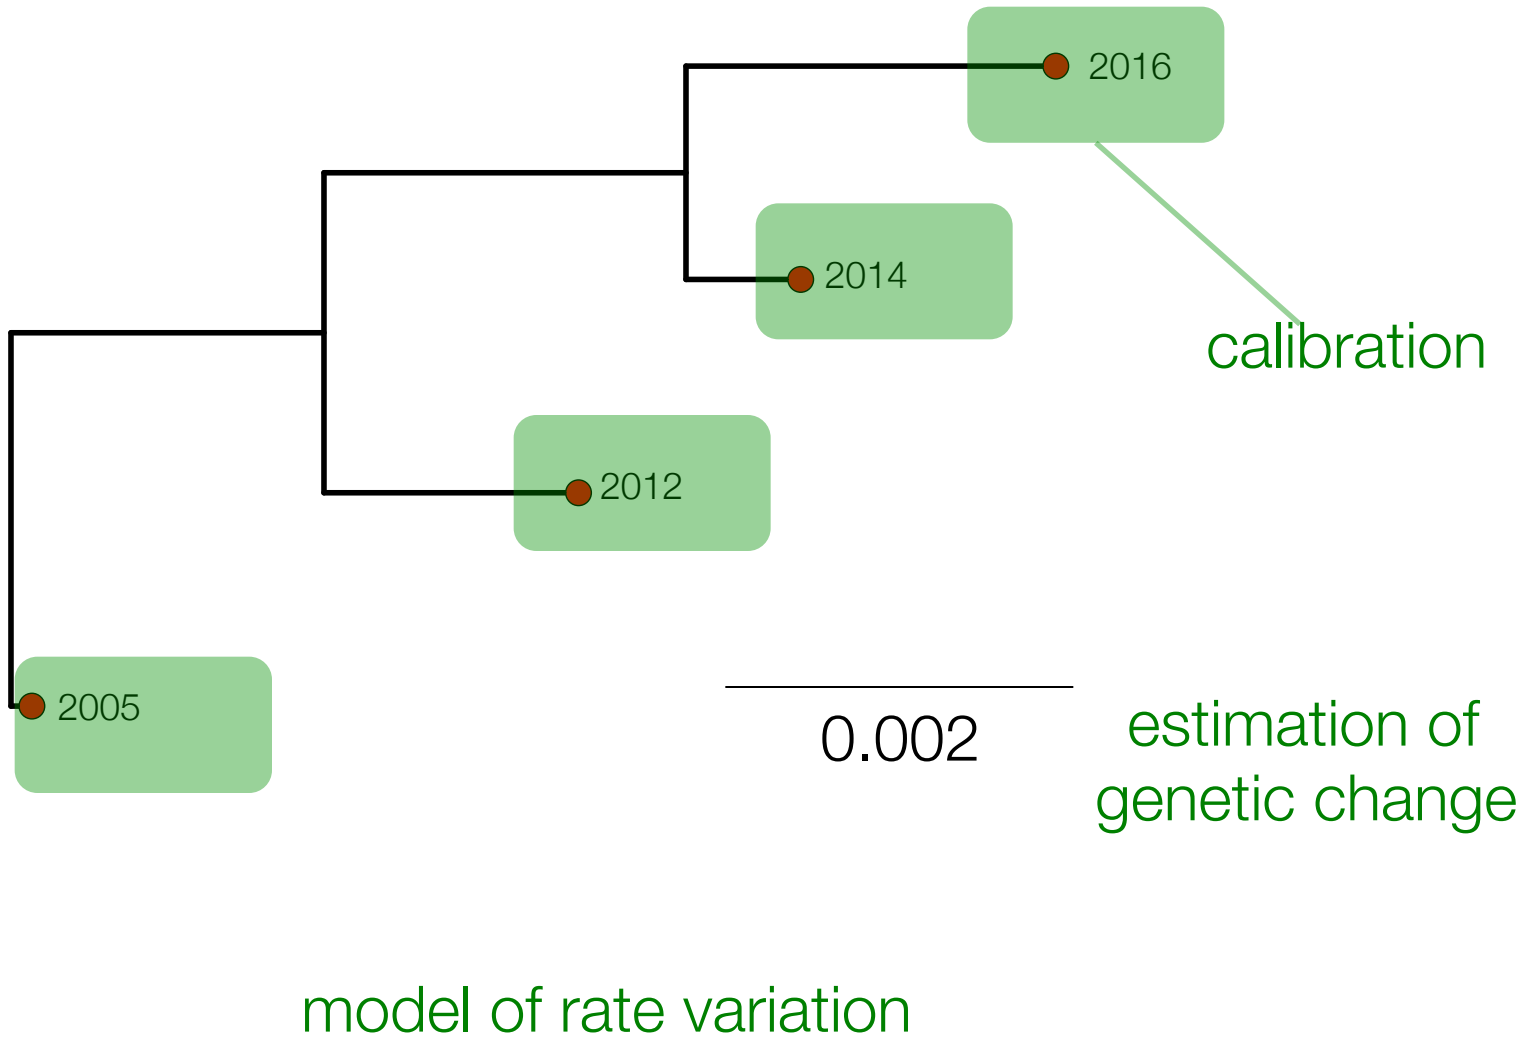 2016
2014
calibration
2012
2005
0.002
estimation of
genetic change
model of rate variation